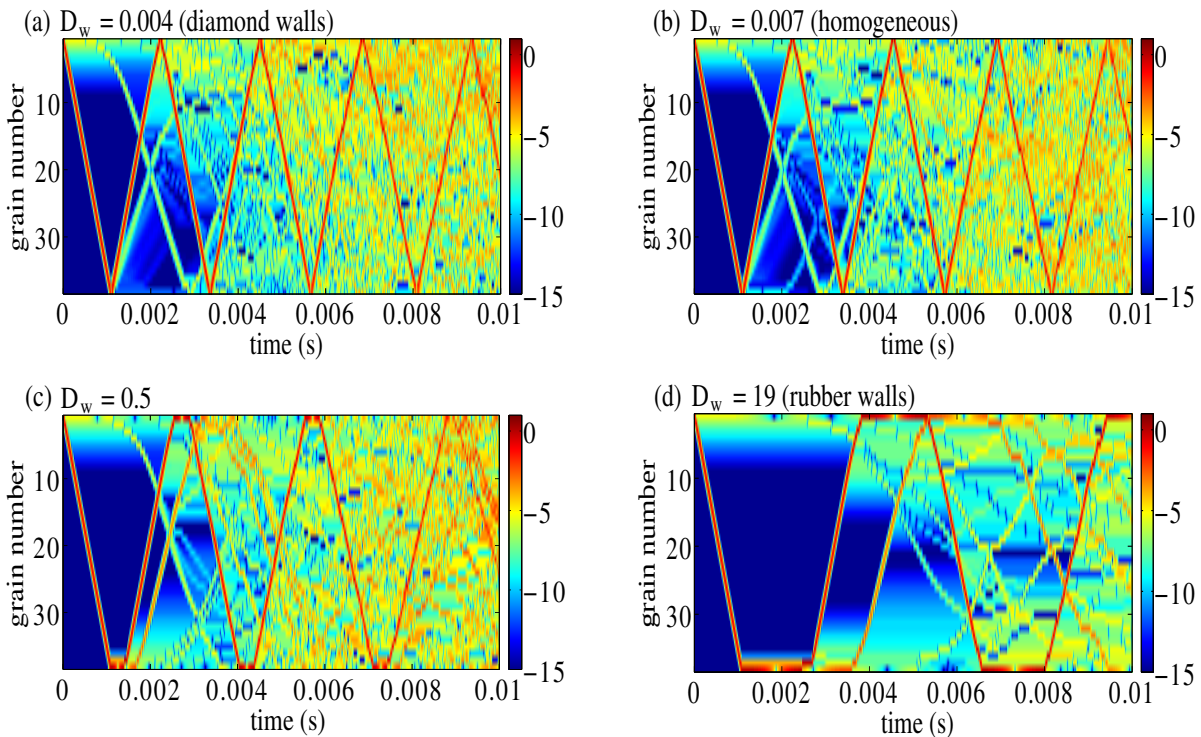 (a) D_w = 0.004 (diamond walls)
grain number
10
20
30
0 0.002 0.004 0.006 0.008 0.01
time (s)
0
−5
−10
−15
(b) D_w = 0.007 (homogeneous)
grain number
10
20
30
0 0.002 0.004 0.006 0.008 0.01
time (s)
0
−5
−10
−15
(c) D_w = 0.5
grain number
10
20
30
0 0.002 0.004 0.006 0.008 0.01
time (s)
0
−5
−10
−15
(d) D_w = 19 (rubber walls)
grain number
10
20
30
0 0.002 0.004 0.006 0.008 0.01
time (s)
0
−5
−10
−15